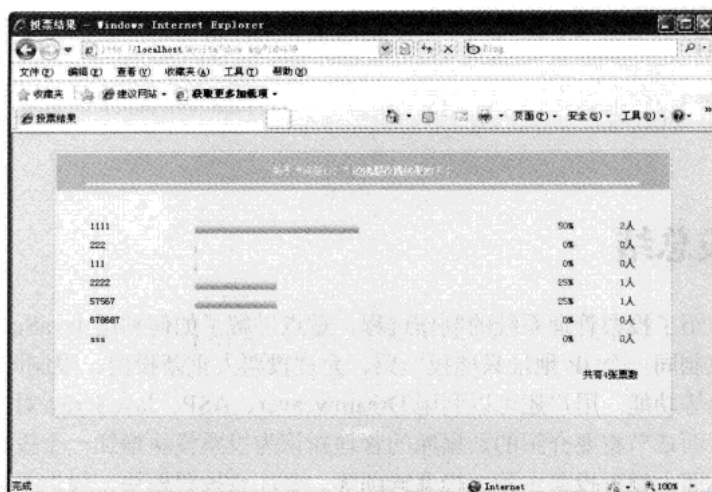 投票结果 - Windows Internet Explorer
http://localhost
Bing
文件(F) 编辑(E) 查看(V) 收藏夹(A) 工具(T) 帮助(H)
收藏夹 建议网站 获取更多加载项
投票结果 页面(P) 安全(S) 工具(O)
1111 50% 2人
222 0% 0人
111 0% 0人
2222 25% 1人
57567 25% 1人
678687 0% 0人
sss 0% 0人
共有4张票数
完成 Internet 100%